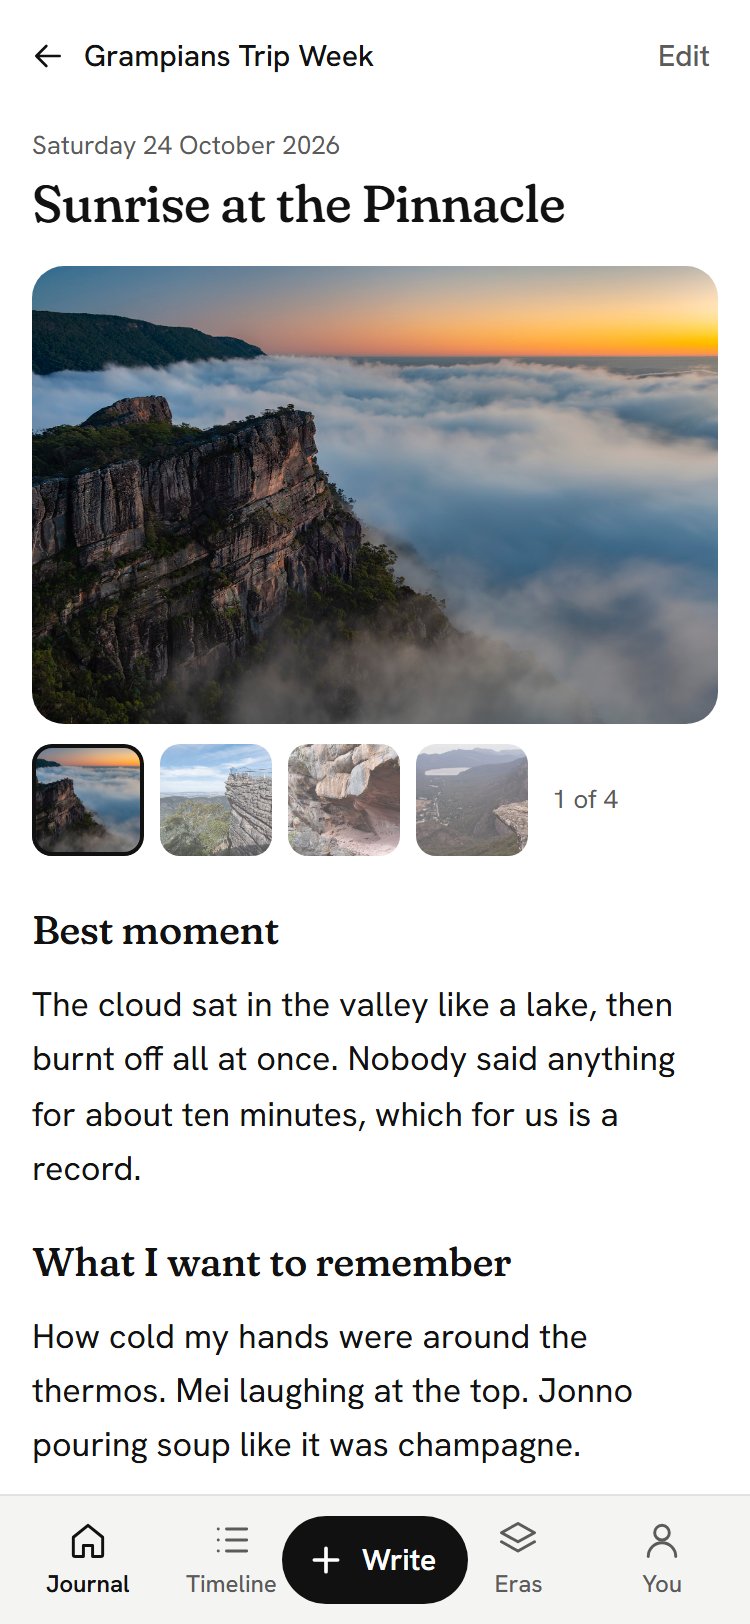 Grampians Trip Week
Edit
Saturday 24 October 2026
Sunrise at the Pinnacle
1 of 4
Best moment
The cloud sat in the valley like a lake, then
burnt off all at once. Nobody said anything
for about ten minutes, which for us is a
record.
What I want to remember
How cold my hands were around the
thermos. Mei laughing at the top. Jonno
pouring soup like it was champagne.
Journal
Timeline
Write
Eras
You